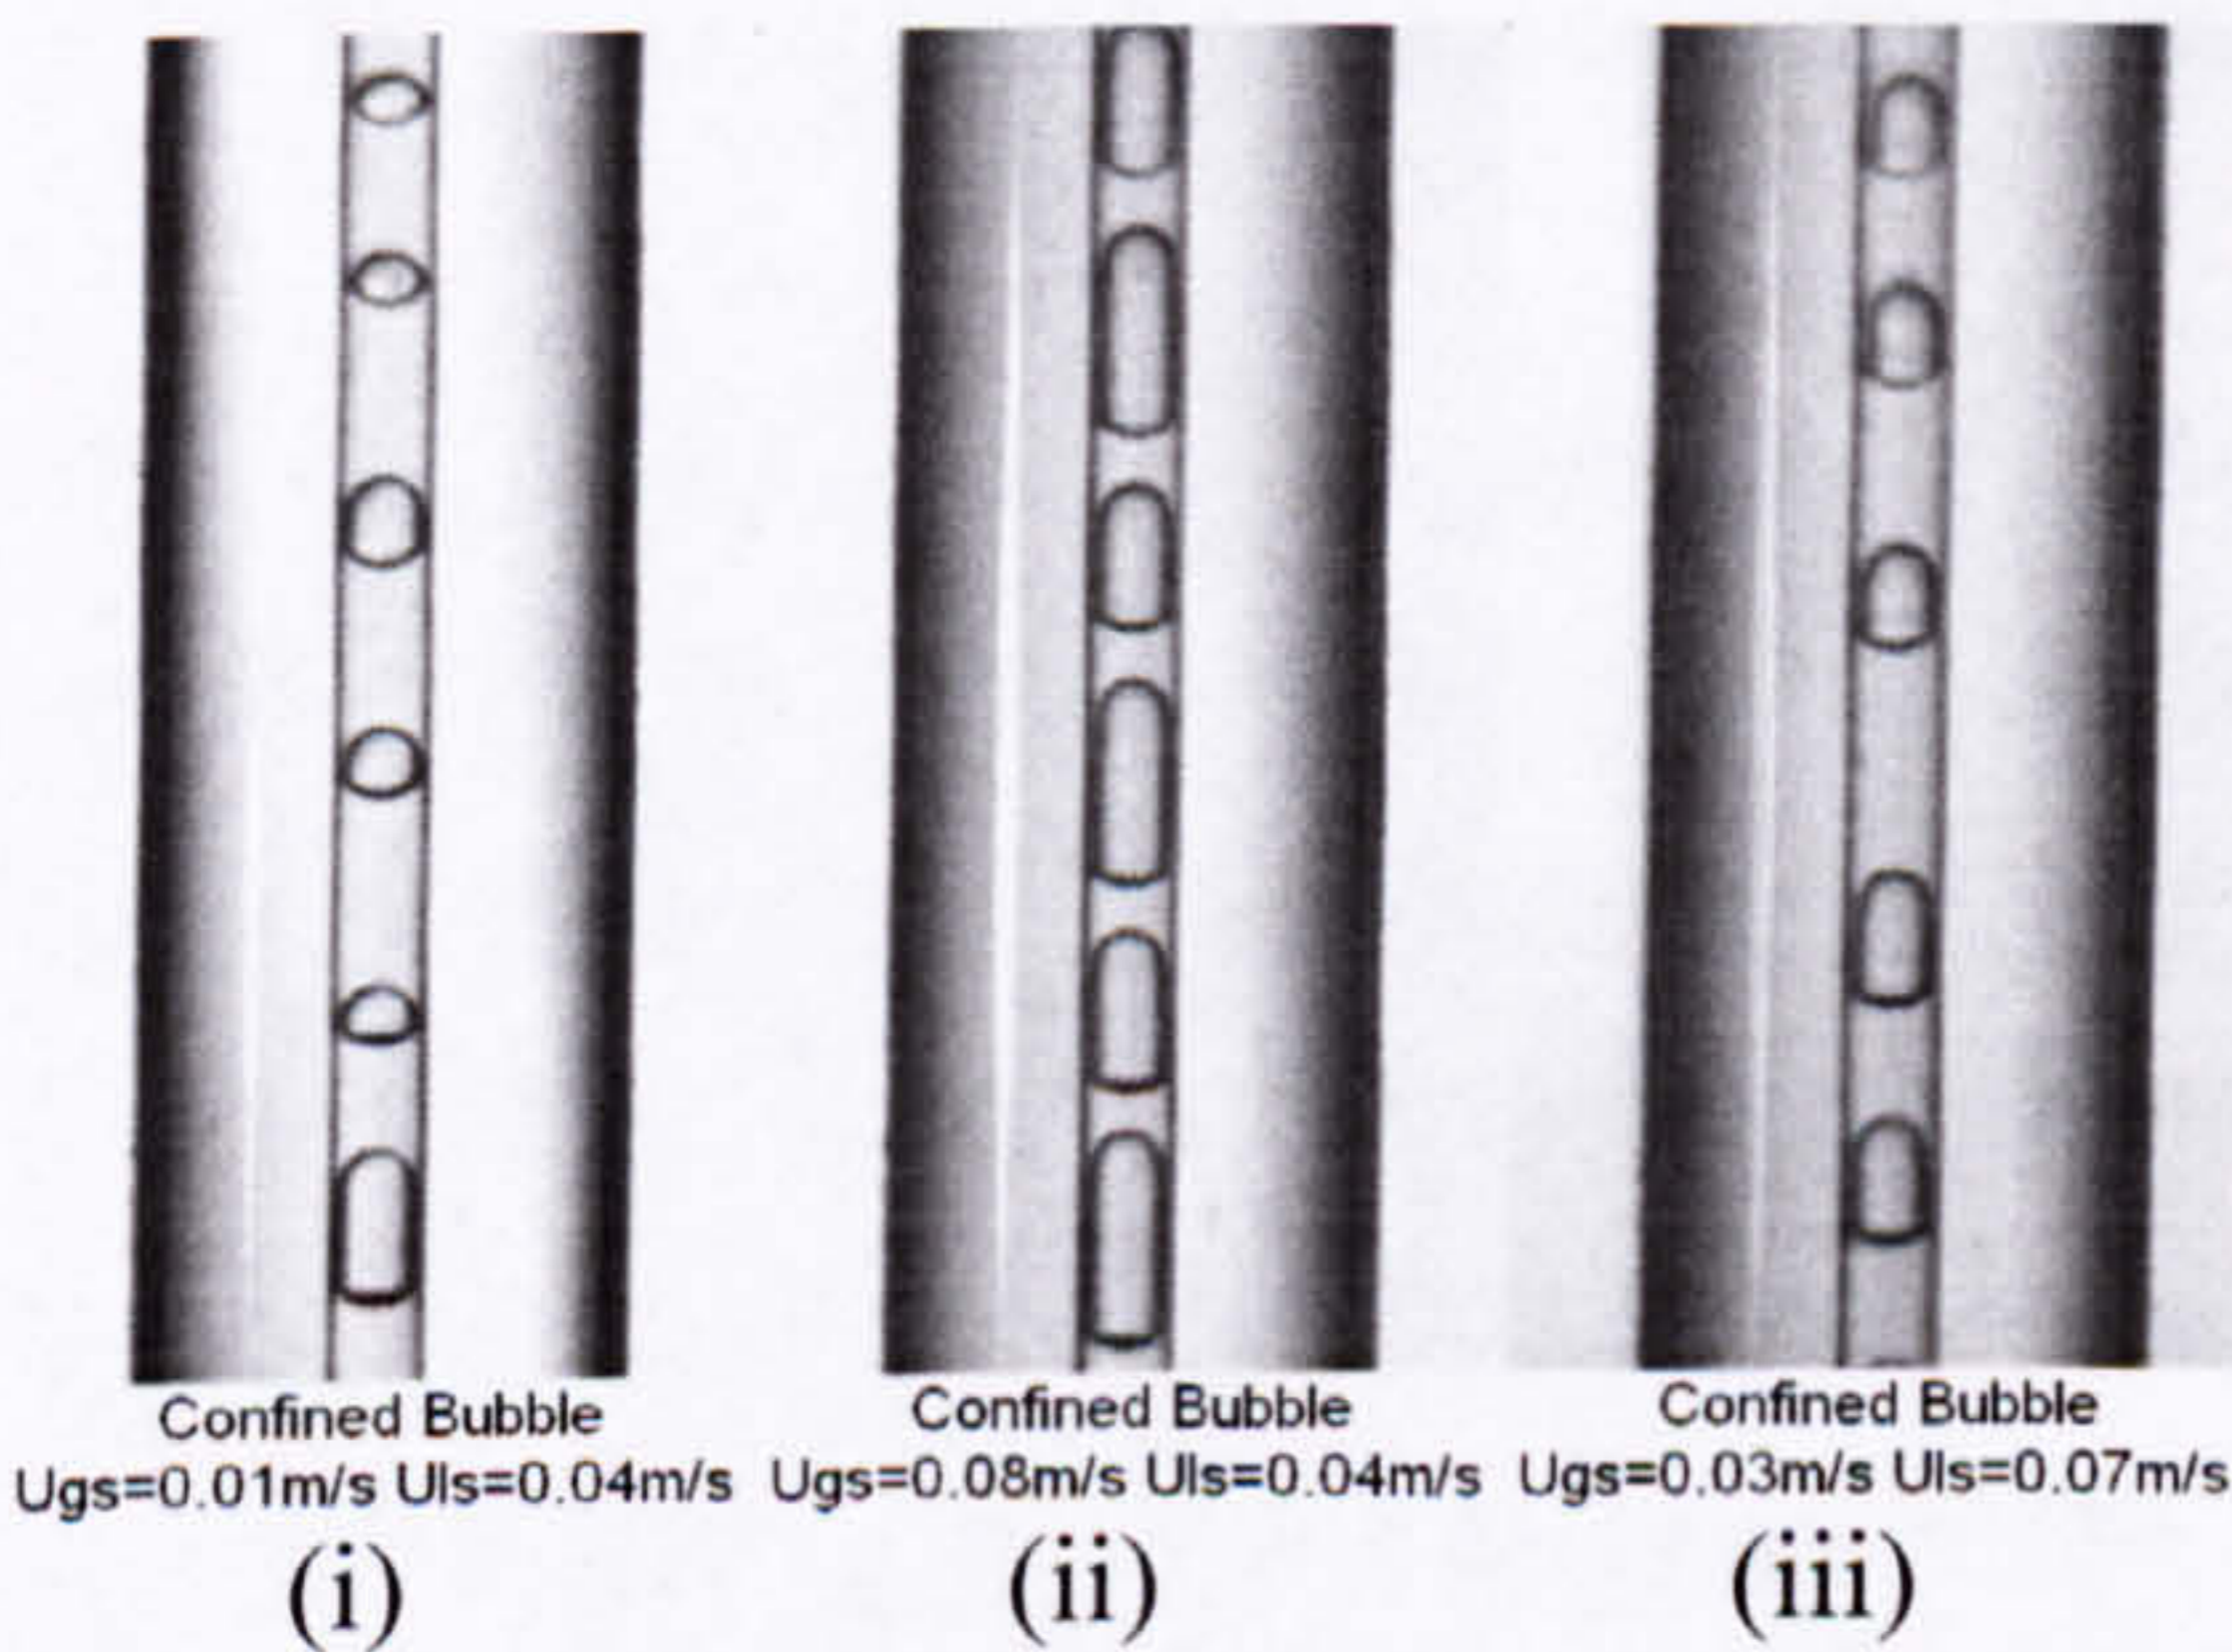 Confined Bubble
Ugs=0.01m/s Uls=0.04m/s
(i)
Confined Bubble
Ugs=0.08m/s Uls=0.04m/s
(ii)
Confined Bubble
Ugs=0.03m/s Uls=0.07m/s
(iii)